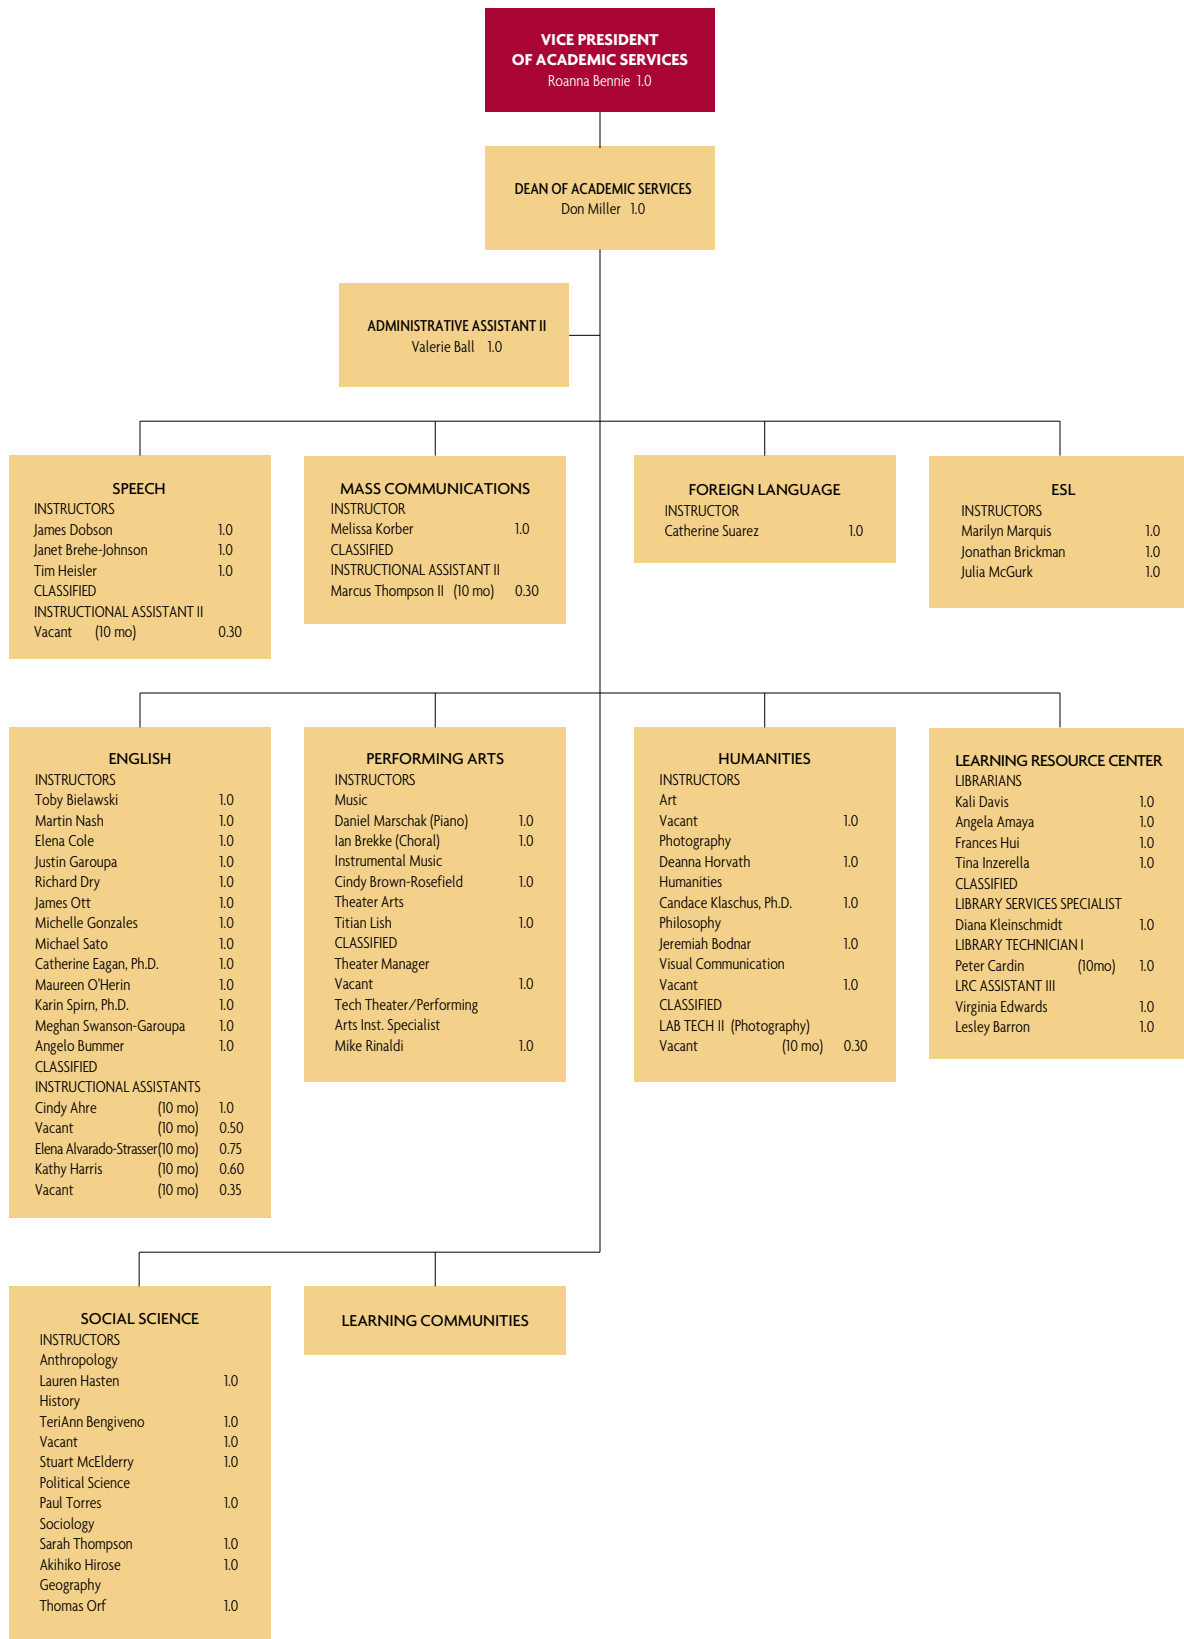 VICE PRESIDENT
OF ACADEMIC SERVICES
Roanna Bennie 1.0
DEAN OF ACADEMIC SERVICES
Don Miller 1.0
ADMINISTRATIVE ASSISTANT II
Valerie Ball 1.0
SPEECH
INSTRUCTORS
James Dobson 1.0
Janet Brehe-Johnson 1.0
Tim Heisler 1.0
CLASSIFIED
INSTRUCTIONAL ASSISTANT II
Vacant (10 mo) 0.30
MASS COMMUNICATIONS
INSTRUCTOR
Melissa Korber 1.0
CLASSIFIED
INSTRUCTIONAL ASSISTANT II
Marcus Thompson II (10 mo) 0.30
FOREIGN LANGUAGE
INSTRUCTOR
Catherine Suarez 1.0
ESL
INSTRUCTORS
Marilyn Marquis 1.0
Jonathan Brickman 1.0
Julia McGurk 1.0
ENGLISH
INSTRUCTORS
Toby Bielawski 1.0
Martin Nash 1.0
Elena Cole 1.0
Justin Garoupa 1.0
Richard Dry 1.0
James Ott 1.0
Michelle Gonzales 1.0
Michael Sato 1.0
Catherine Eagan, Ph.D. 1.0
Maureen O'Herin 1.0
Karin Spirn, Ph.D. 1.0
Meghan Swanson-Garoupa 1.0
Angelo Bummer 1.0
CLASSIFIED
INSTRUCTIONAL ASSISTANTS
Cindy Ahre (10 mo) 1.0
Vacant (10 mo) 0.50
Elena Alvarado-Strasser(10 mo) 0.75
Kathy Harris (10 mo) 0.60
Vacant (10 mo) 0.35
PERFORMING ARTS
INSTRUCTORS
Music
Daniel Marschak (Piano) 1.0
Ian Brekke (Choral) 1.0
Instrumental Music
Cindy Brown-Rosefield 1.0
Theater Arts
Titian Lish 1.0
CLASSIFIED
Theater Manager
Vacant 1.0
Tech Theater/Performing
Arts Inst. Specialist
Mike Rinaldi 1.0
HUMANITIES
INSTRUCTORS
Art
Vacant 1.0
Photography
Deanna Horvath 1.0
Humanities
Candace Klaschus, Ph.D. 1.0
Philosophy
Jeremiah Bodnar 1.0
Visual Communication
Vacant 1.0
CLASSIFIED
LAB TECH II (Photography)
Vacant (10 mo) 0.30
LEARNING RESOURCE CENTER
LIBRARIANS
Kali Davis 1.0
Angela Amaya 1.0
Frances Hui 1.0
Tina Inzerella 1.0
CLASSIFIED
LIBRARY SERVICES SPECIALIST
Diana Kleinschmidt 1.0
LIBRARY TECHNICIAN I
Peter Cardin (10mo) 1.0
LRC ASSISTANT III
Virginia Edwards 1.0
Lesley Barron 1.0
SOCIAL SCIENCE
INSTRUCTORS
Anthropology
Lauren Hasten 1.0
History
TeriAnn Bengiveno 1.0
Vacant 1.0
Stuart McElderry 1.0
Political Science
Paul Torres 1.0
Sociology
Sarah Thompson 1.0
Akihiko Hirose 1.0
Geography
Thomas Orf 1.0
LEARNING COMMUNITIES